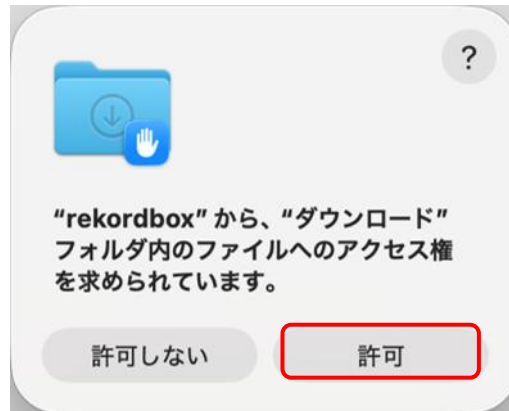 ?
“rekordbox” から、“ダウンロード”
フォルダ内のファイルへのアクセス権
を求められています。
許可しない
許可